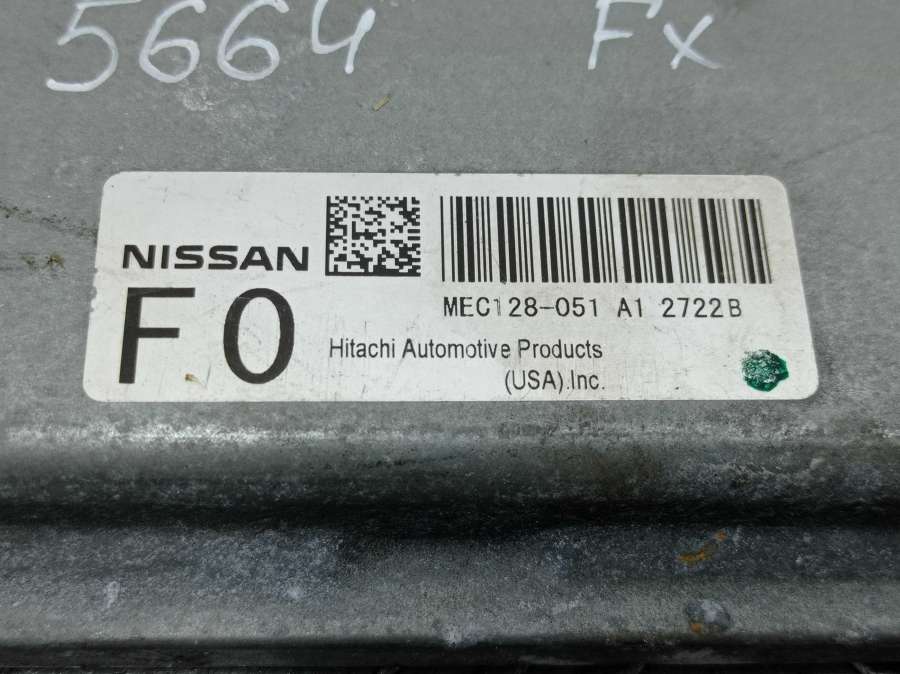 5664 Fx
NISSAN
F0
MEC128-051 A1 2722B
Hitachi Automotive Products
(USA).Inc.